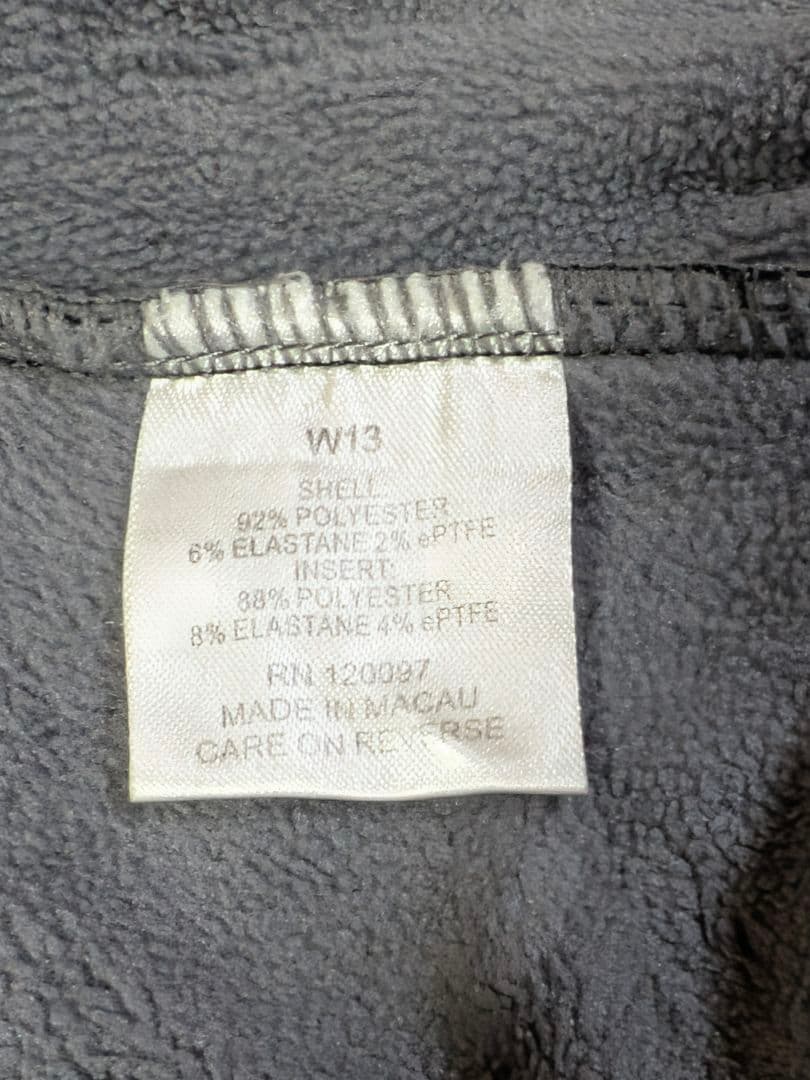 W13
SHELL
92% POLYESTER
6% ELASTANE 2% ePTFE
INSERT
88% POLYESTER
8% ELASTANE 4% ePTFE
RN 120097
MADE IN MACAU
CARE ON REVERSE